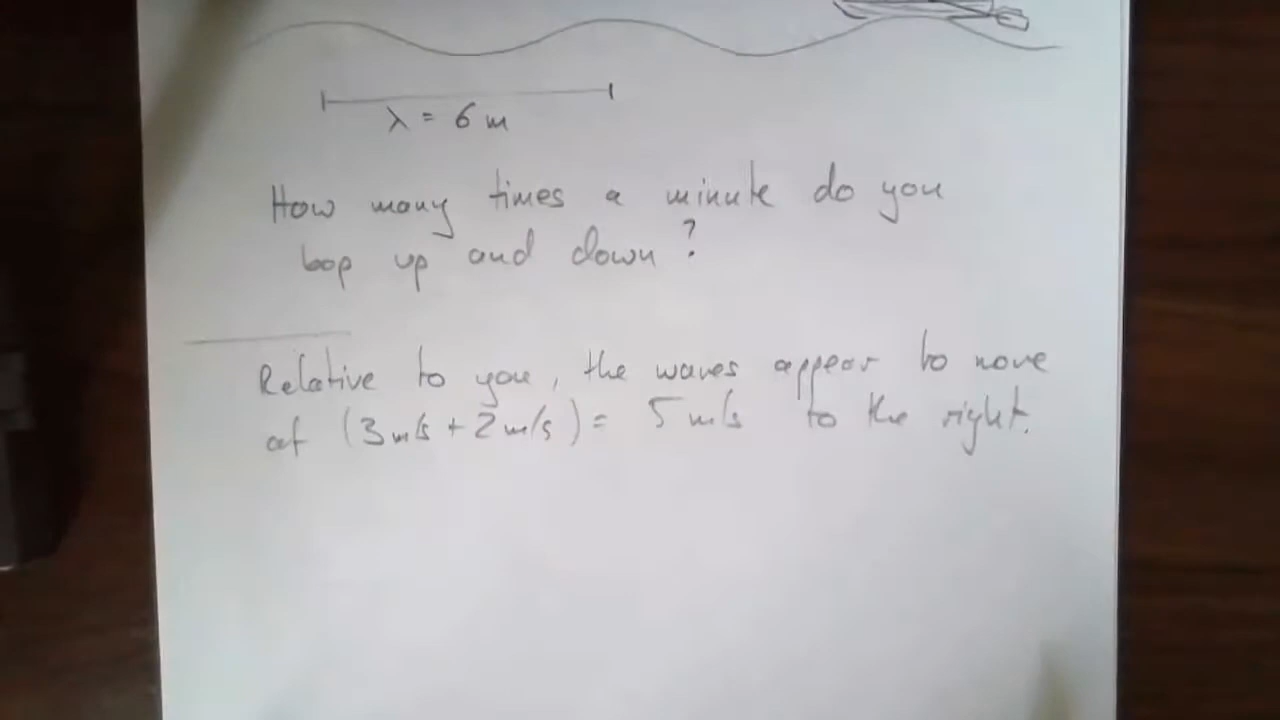 λ = 6 m
How many times a minute do you
bop up and down ?
Relative to you, the waves appear to move
at (3 m/s + 2 m/s) = 5 m/s to the right.